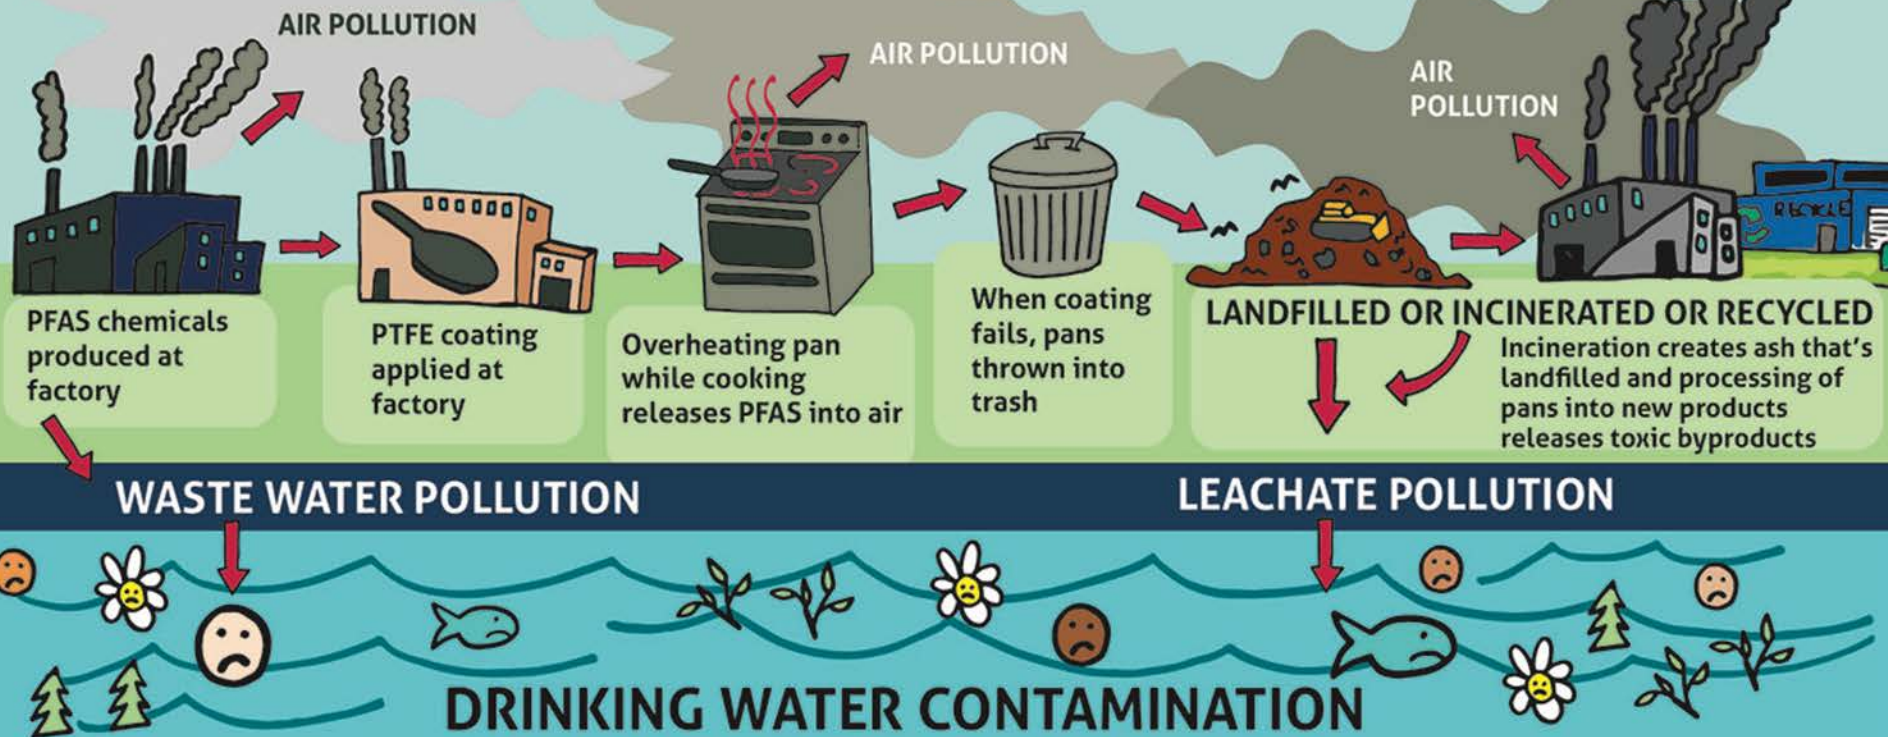 AIR POLLUTION
AIR POLLUTION
AIR
POLLUTION
RECYCLE
PFAS chemicals
produced at
factory
PTFE coating
applied at
factory
Overheating pan
while cooking
releases PFAS into air
When coating
fails, pans
thrown into
trash
LANDFILLED OR INCINERATED OR RECYCLED
Incineration creates ash that's
landfilled and processing of
pans into new products
releases toxic byproducts
WASTE WATER POLLUTION
LEACHATE POLLUTION
DRINKING WATER CONTAMINATION